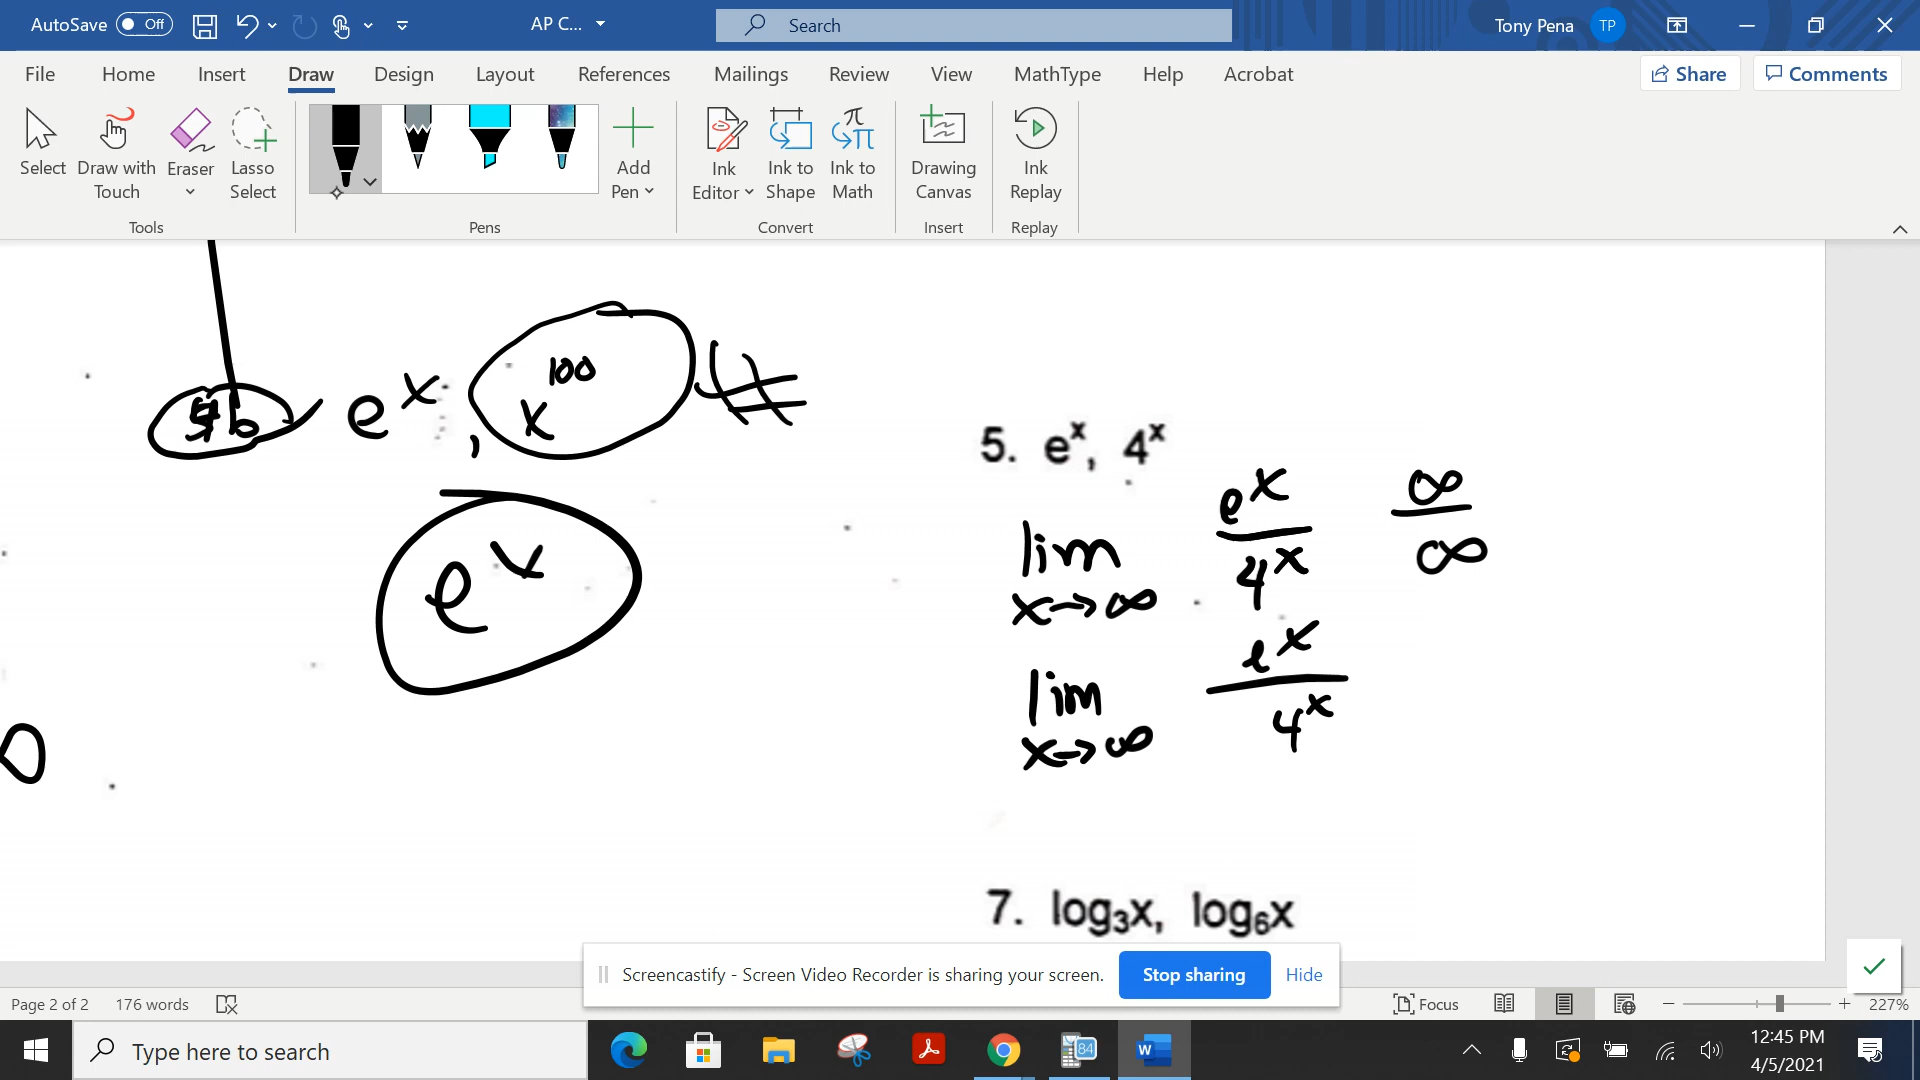 AutoSave Off AP C... Search Tony Pena TP
File Home Insert Draw Design Layout References Mailings Review View MathType Help Acrobat Share Comments
Select Draw with Touch Eraser Lasso Select Add Pen Ink Editor Ink to Shape Ink to Math Drawing Canvas Ink Replay
Tools Pens Convert Insert Replay
e^x, x^100
e^x
5. e^x, 4^x
lim x→∞ e^x/4^x ∞/∞
lim x→∞ e^x/4^x
7. log₃x, log₆x
Screencastify - Screen Video Recorder is sharing your screen. Stop sharing Hide
Page 2 of 2 176 words Focus 227%
Type here to search 84 W 12:45 PM
4/5/2021